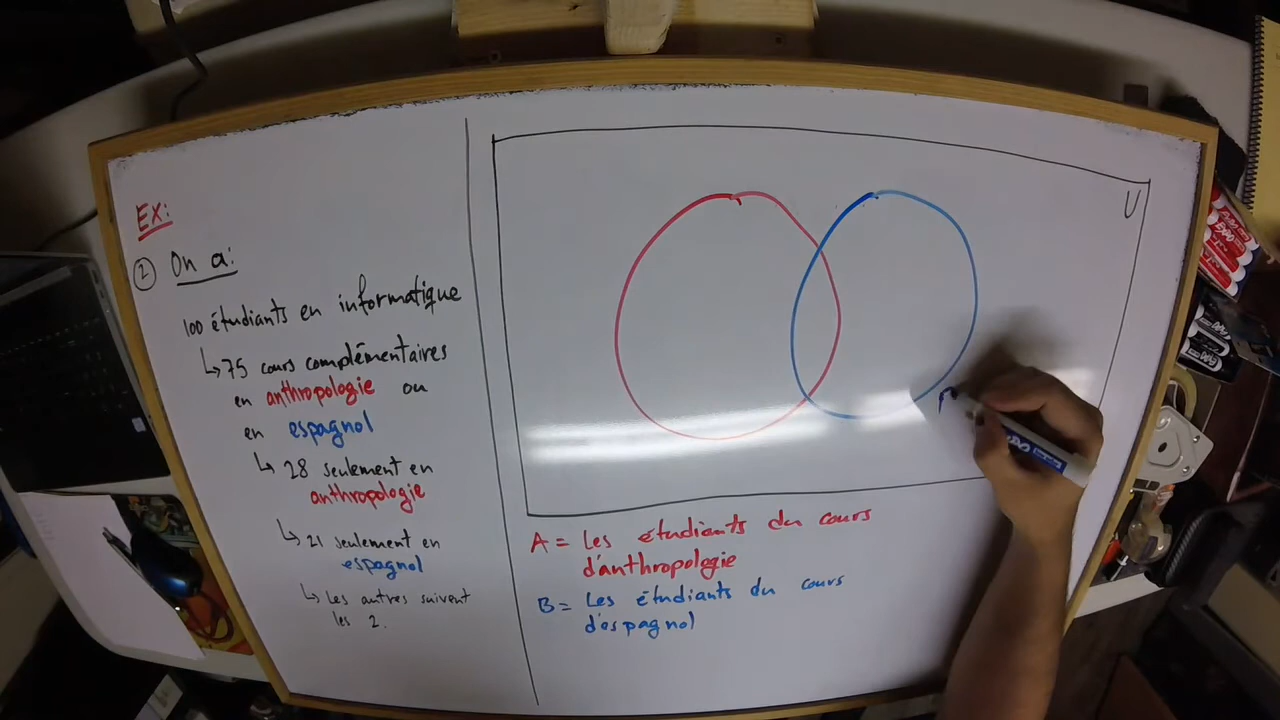 EX:
② On a:
100 étudiants en informatique
↳ 75 cours complémentaires
en anthropologie ou
en espagnol
↳ 28 seulement en
anthropologie
↳ 21 seulement en
espagnol
↳ Les autres suivent
les 2.
U
A = Les étudiants du cours
d'anthropologie
B = Les étudiants du cours
d'espagnol
EXPO